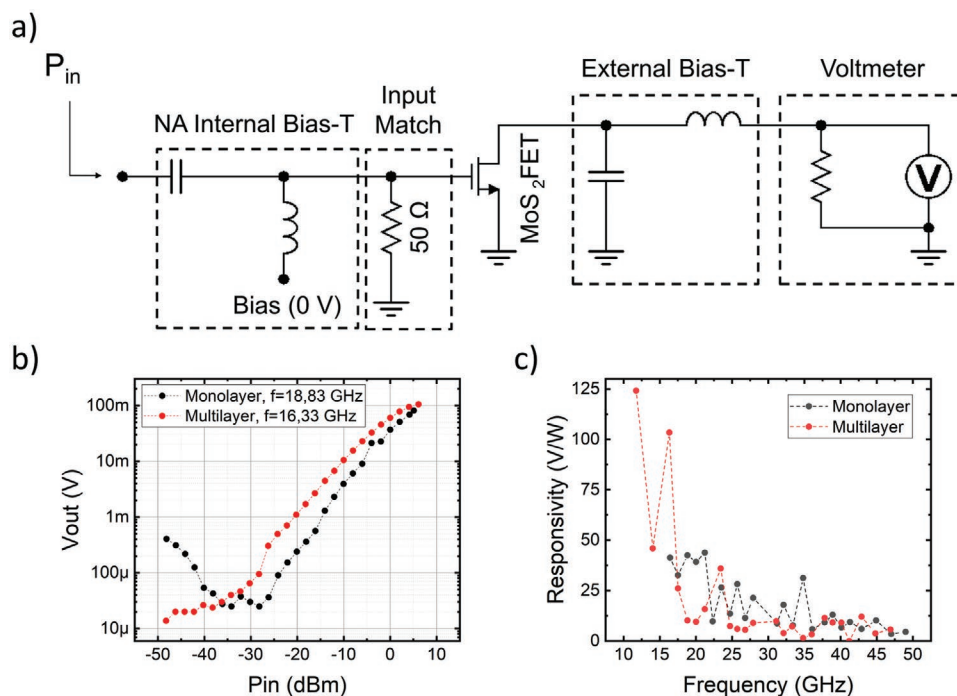 a)
P_in
NA Internal Bias-T
Input
Match
External Bias-T
Voltmeter
50 Ω
MoS₂FET
V
Bias (0 V)
b)
Monolayer, f=18,83 GHz
Multilayer, f=16,33 GHz
100m
10m
1m
100µ
10µ
Vout (V)
-50 -40 -30 -20 -10 0 10
Pin (dBm)
c)
Monolayer
Multilayer
125
100
75
50
25
0
Responsivity (V/W)
10 15 20 25 30 35 40 45 50
Frequency (GHz)